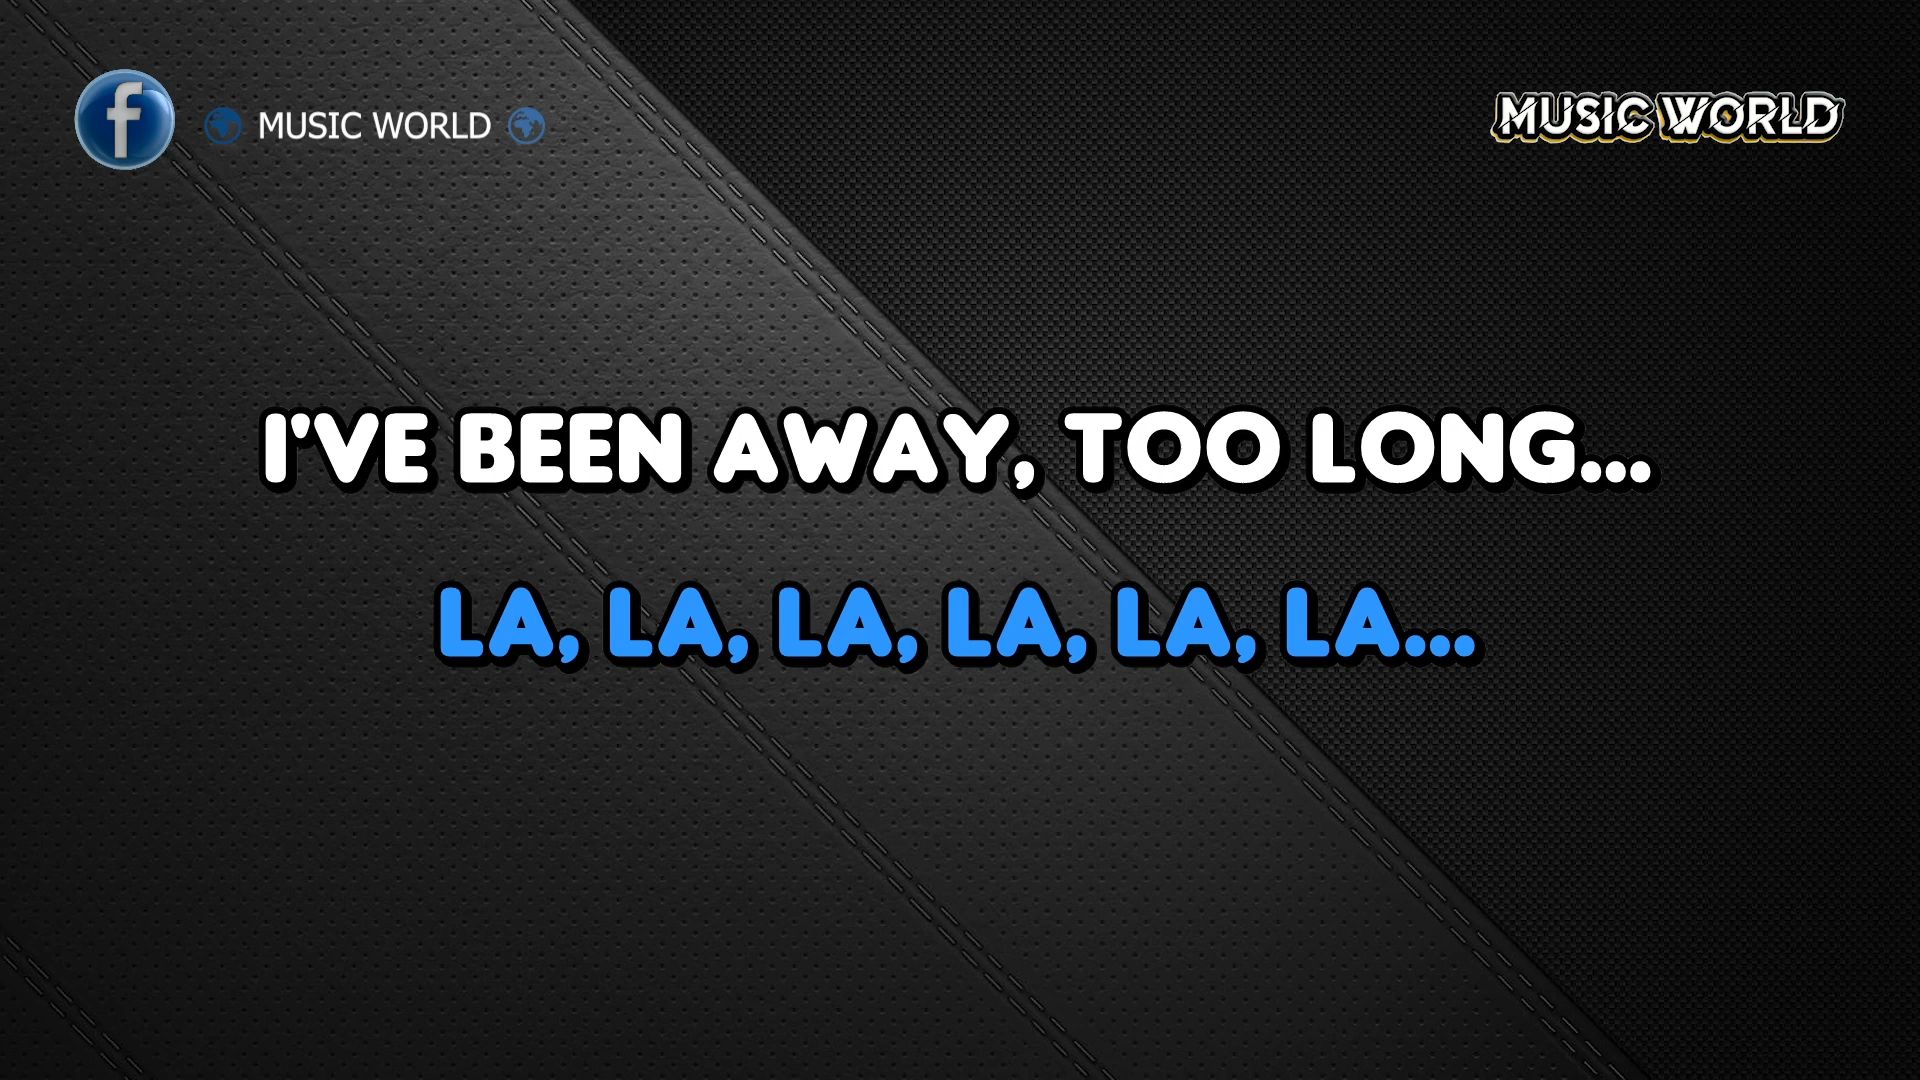 f MUSIC WORLD
MUSIC WORLD
I'VE BEEN AWAY, TOO LONG...
LA, LA, LA, LA, LA, LA...